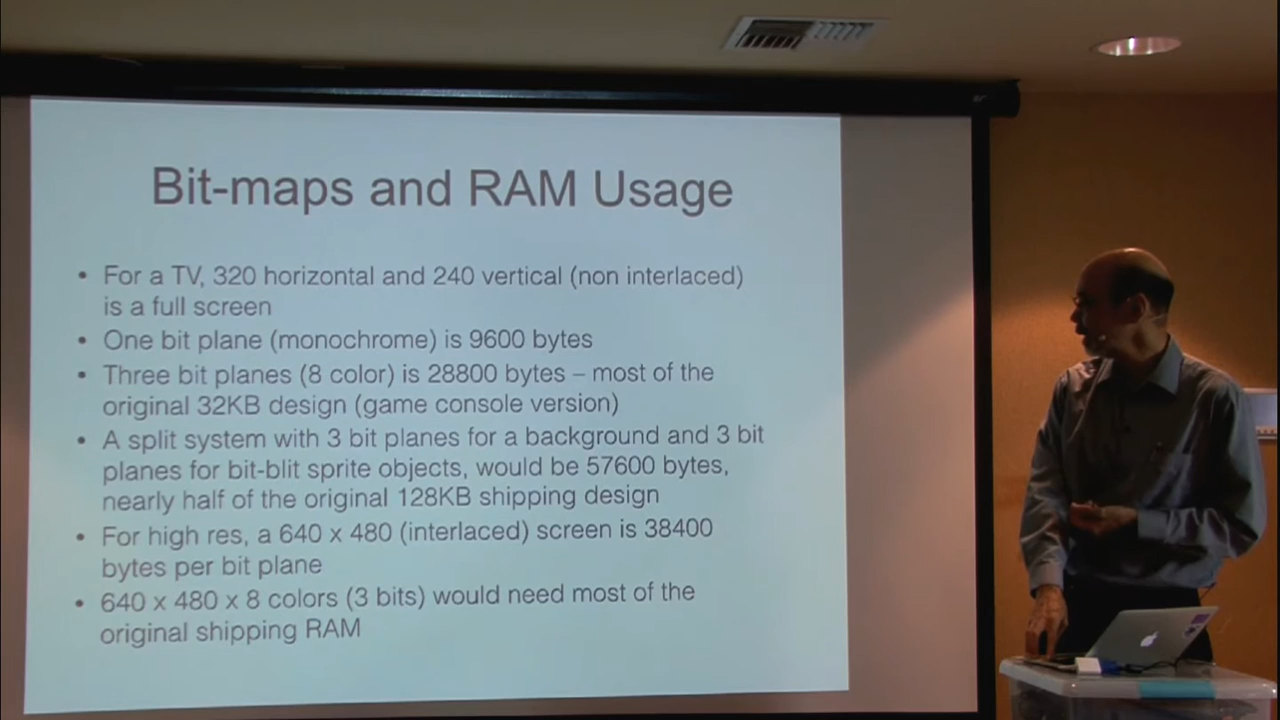 Bit-maps and RAM Usage
• For a TV, 320 horizontal and 240 vertical (non interlaced)
is a full screen
• One bit plane (monochrome) is 9600 bytes
• Three bit planes (8 color) is 28800 bytes – most of the
original 32KB design (game console version)
• A split system with 3 bit planes for a background and 3 bit
planes for bit-blit sprite objects, would be 57600 bytes,
nearly half of the original 128KB shipping design
• For high res, a 640 x 480 (interlaced) screen is 38400
bytes per bit plane
• 640 x 480 x 8 colors (3 bits) would need most of the
original shipping RAM